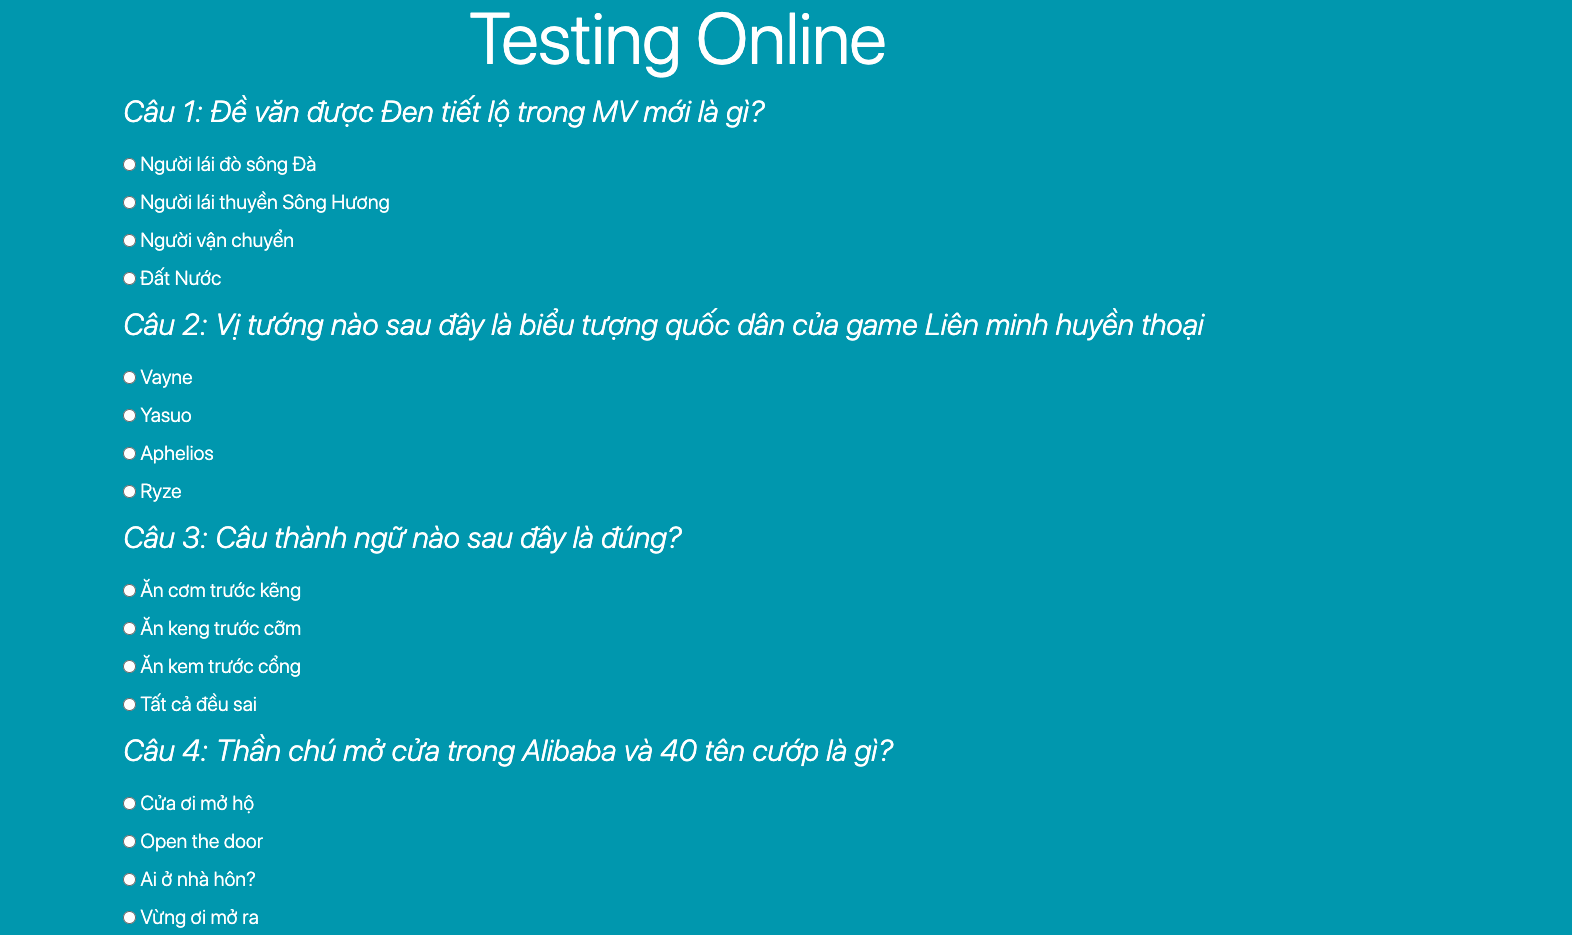 Testing Online
Câu 1: Đề văn được Đen tiết lộ trong MV mới là gì?
Người lái đò sông Đà
Người lái thuyền Sông Hương
Người vận chuyển
Đất Nước
Câu 2: Vị tướng nào sau đây là biểu tượng quốc dân của game Liên minh huyền thoại
Vayne
Yasuo
Aphelios
Ryze
Câu 3: Câu thành ngữ nào sau đây là đúng?
Ăn cơm trước kẽng
Ăn keng trước cỡm
Ăn kem trước cổng
Tất cả đều sai
Câu 4: Thần chú mở cửa trong Alibaba và 40 tên cướp là gì?
Cửa ơi mở hộ
Open the door
Ai ở nhà hôn?
Vừng ơi mở ra